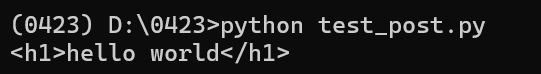 (0423) D:\0423>python test_post.py
<h1>hello world</h1>